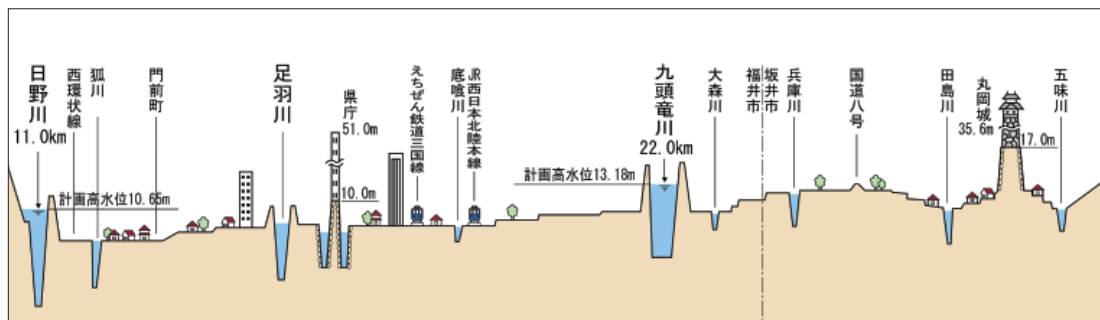 日野川
11.0km
西環状線
狐川
門前町
計画高水位10.65m
足羽川
県庁
51.0m
10.0m
えちぜん鉄道三国線
底喰川
JR西日本北陸本線
計画高水位13.18m
九頭竜川
22.0km
大森川
福井市
坂井市
兵庫川
国道八号
田島川
丸岡城
35.6m
17.0m
五味川